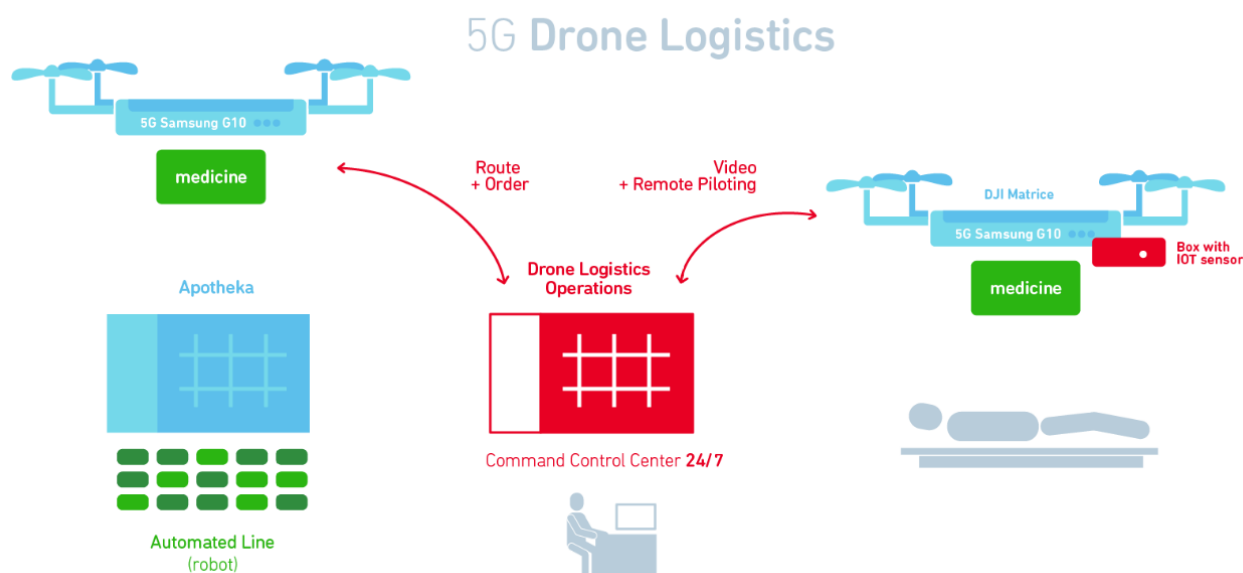 5G Drone Logistics
5G Samsung G10
medicine
Route
+ Order
Video
+ Remote Piloting
DJI Matrice
5G Samsung G10
Box with
IOT sensor
medicine
Apotheka
Drone Logistics
Operations
Command Control Center 24/7
Automated Line
(robot)